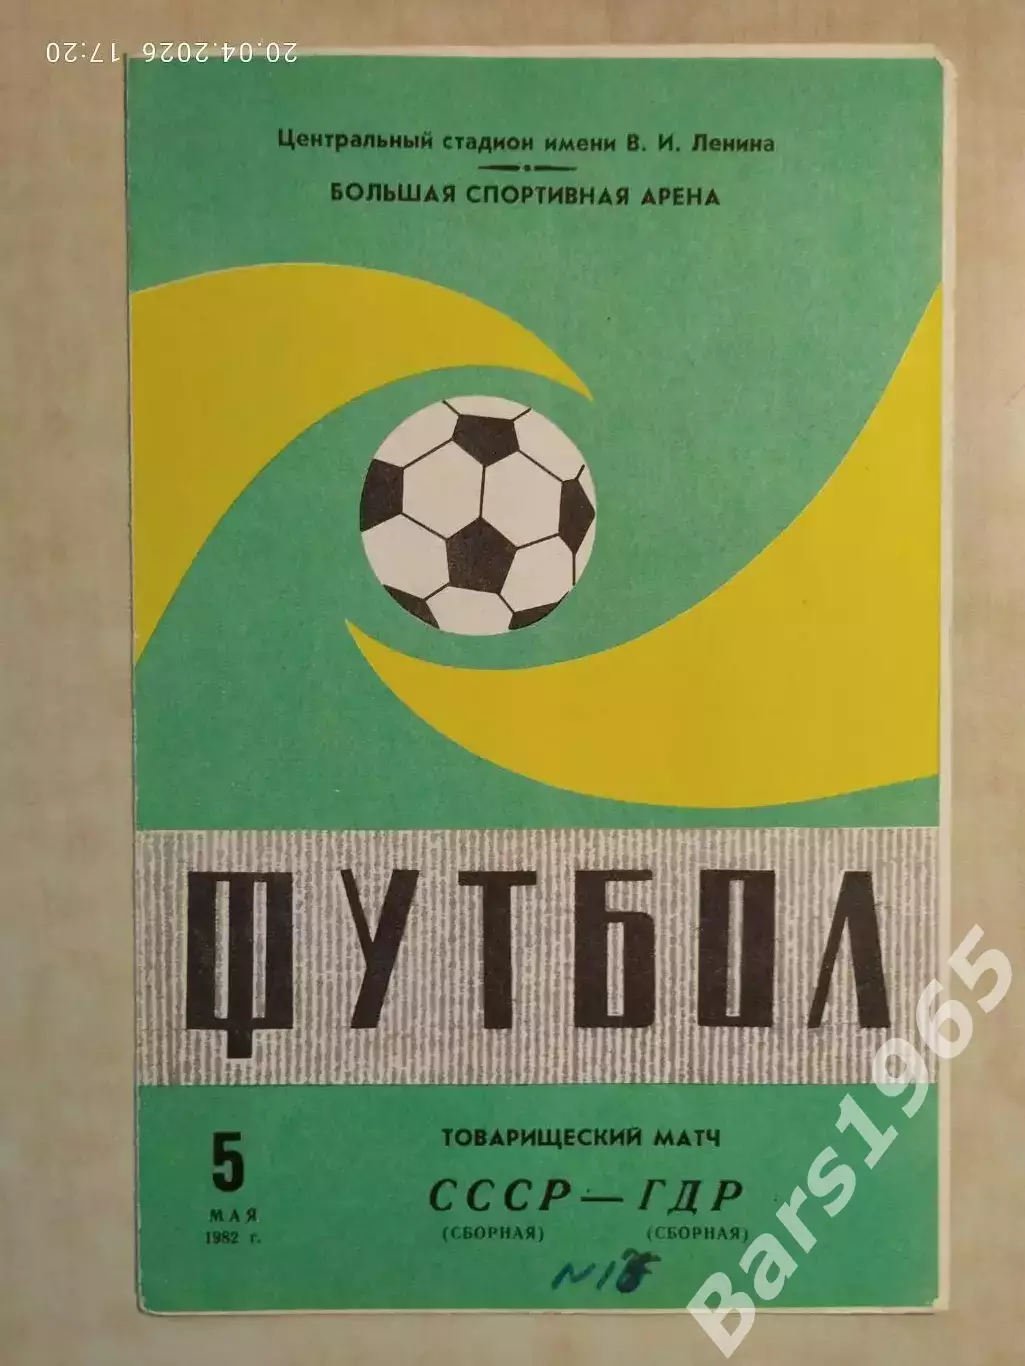 20.04.2026 17:20
Центральный стадион имени В. И. Ленина
БОЛЬШАЯ СПОРТИВНАЯ АРЕНА
ФУТБОЛ
5
МАЯ
1982 г.
ТОВАРИЩЕСКИЙ МАТЧ
СССР — ГДР
(СБОРНАЯ) (СБОРНАЯ)
Bars1965